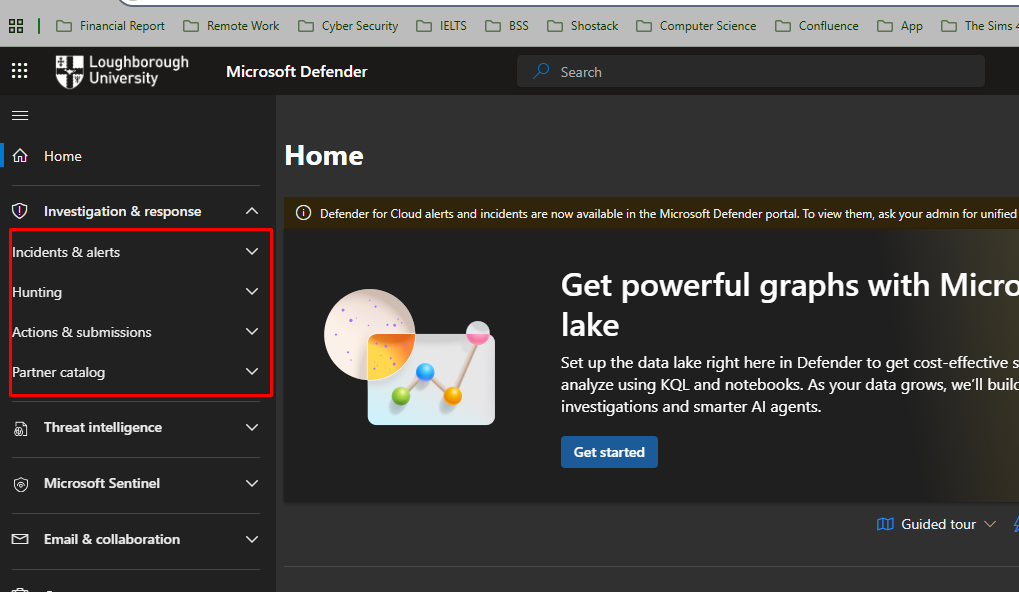 Financial Report Remote Work Cyber Security IELTS BSS Shostack Computer Science Confluence App The Sims
Loughborough
University
Microsoft Defender
Search
Home
Home
Investigation & response
Defender for Cloud alerts and incidents are now available in the Microsoft Defender portal. To view them, ask your admin for unified
Incidents & alerts
Hunting
Actions & submissions
Partner catalog
Get powerful graphs with Micro
lake
Set up the data lake right here in Defender to get cost-effective s
analyze using KQL and notebooks. As your data grows, we'll build
investigations and smarter AI agents.
Get started
Threat intelligence
Microsoft Sentinel
Guided tour
Email & collaboration